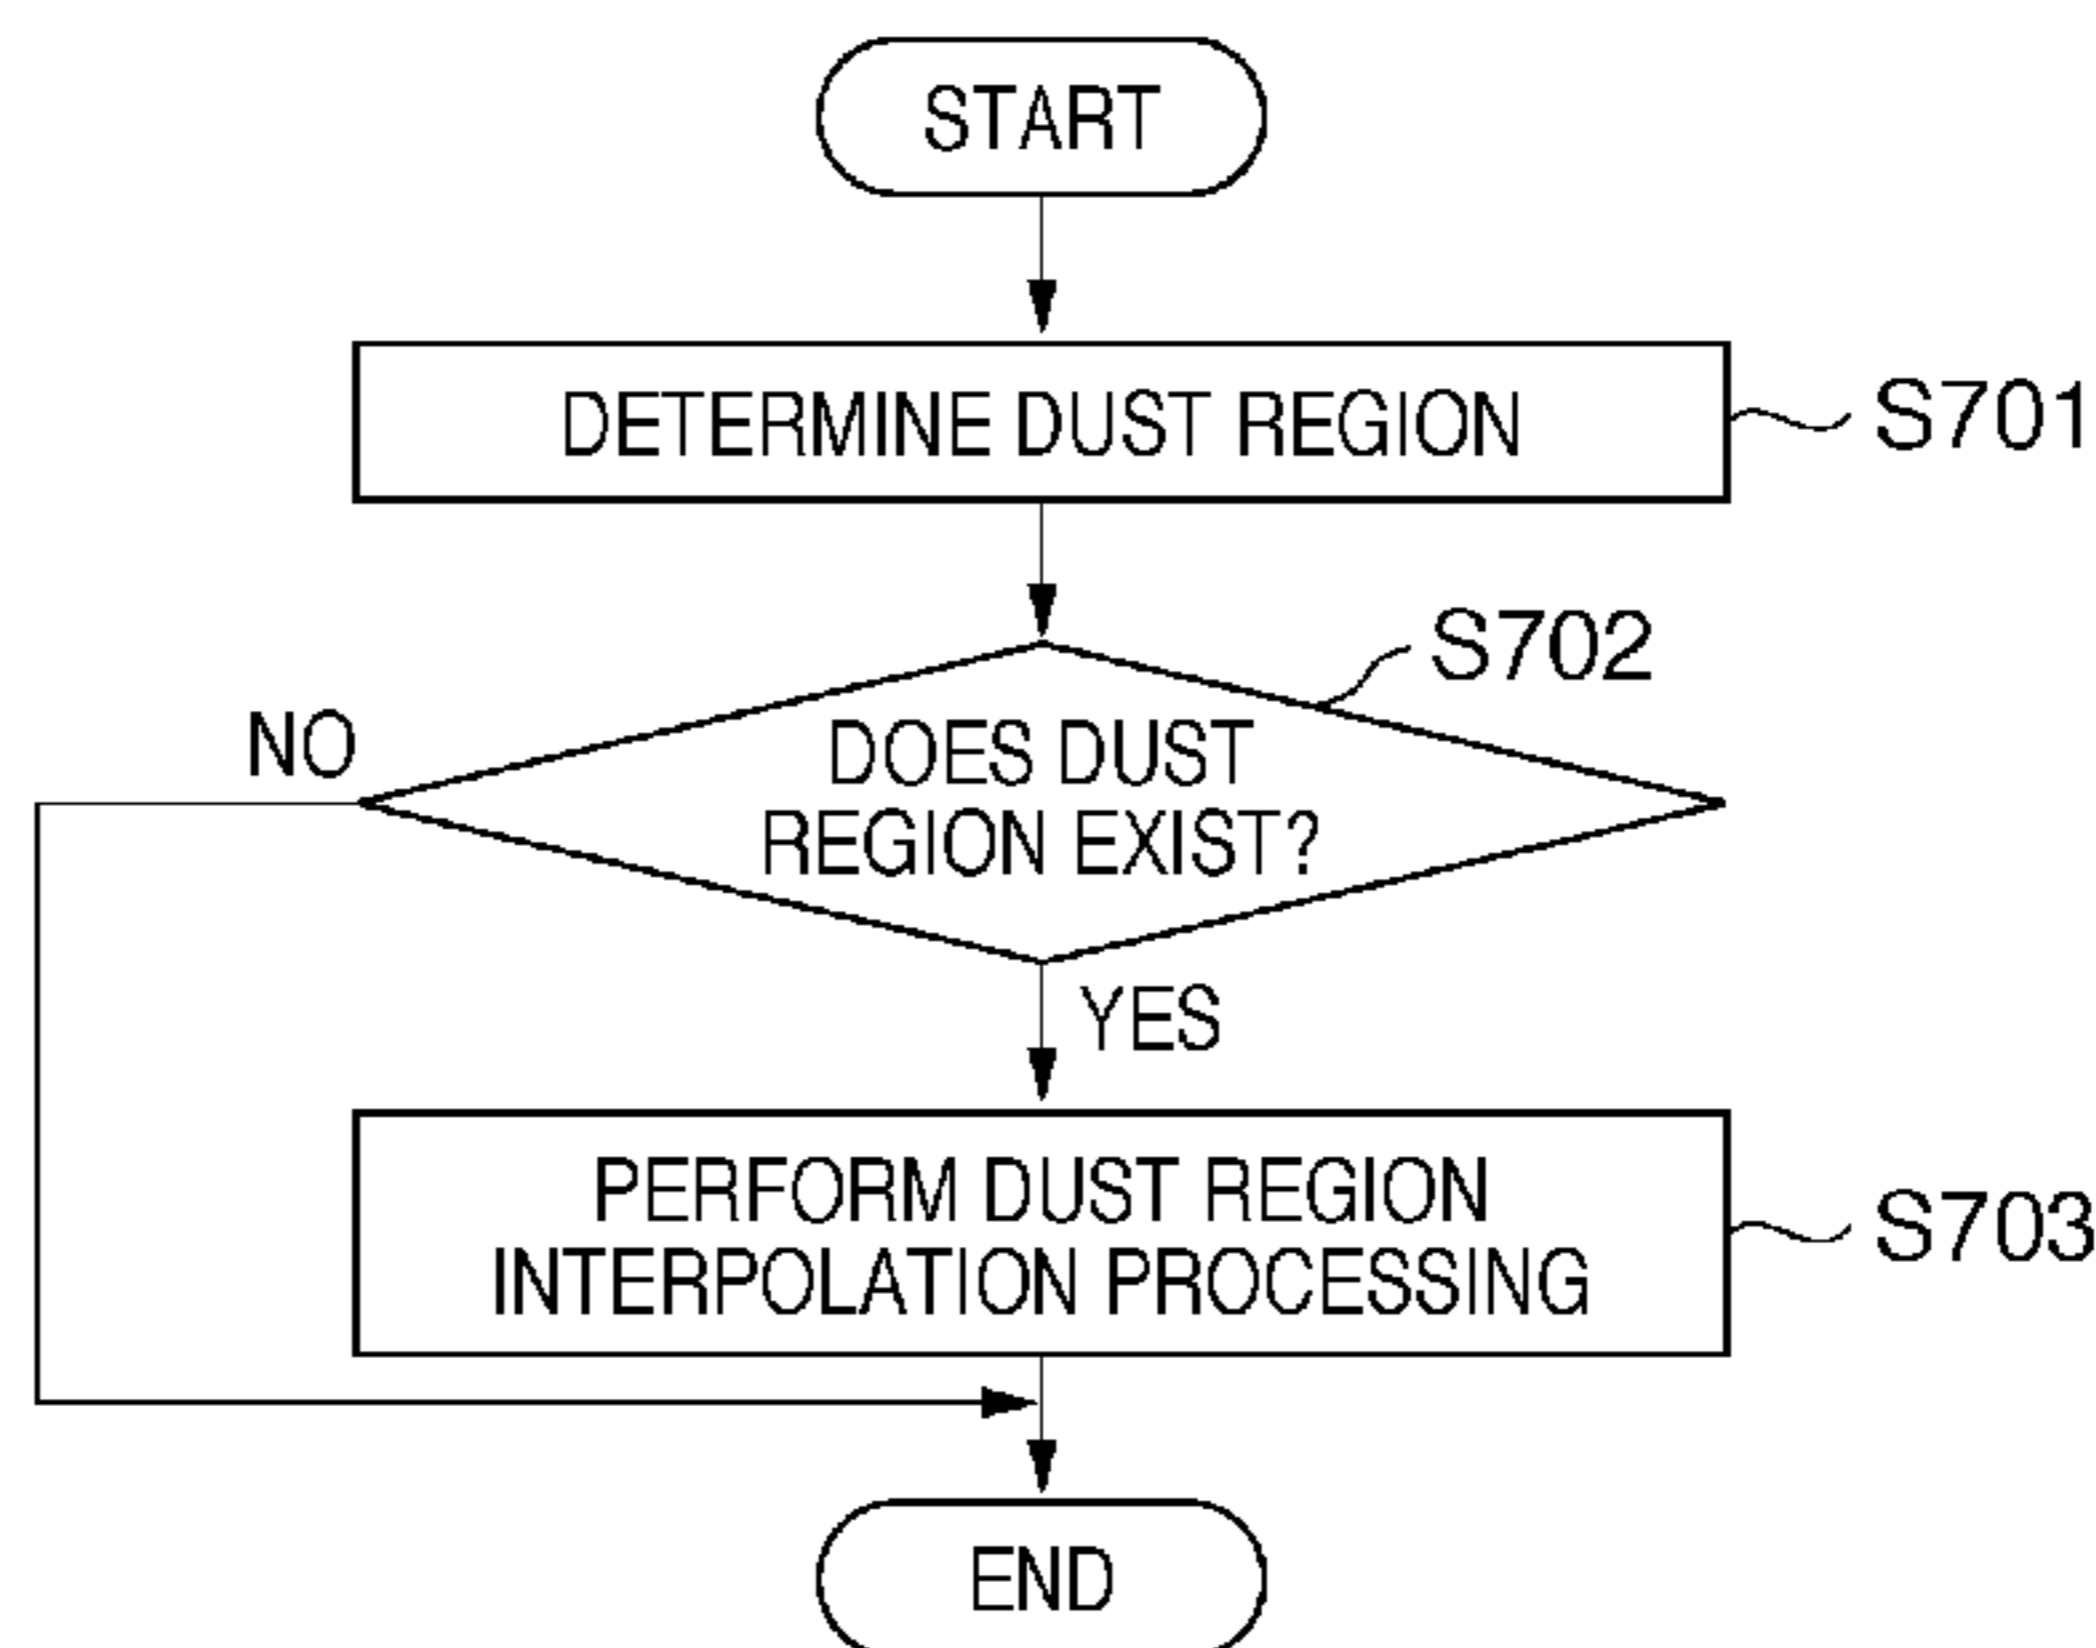 START
DETERMINE DUST REGION
S701
S702
NO
DOES DUST
REGION EXIST?
YES
PERFORM DUST REGION
INTERPOLATION PROCESSING
S703
END